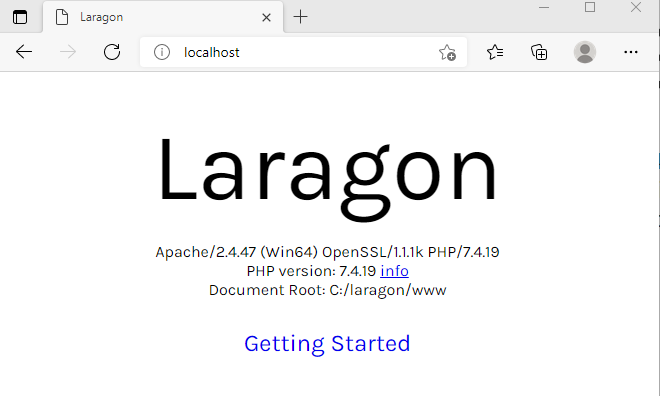 Laragon
localhost
Laragon
Apache/2.4.47 (Win64) OpenSSL/1.1.1k PHP/7.4.19
PHP version: 7.4.19 info
Document Root: C:/laragon/www
Getting Started